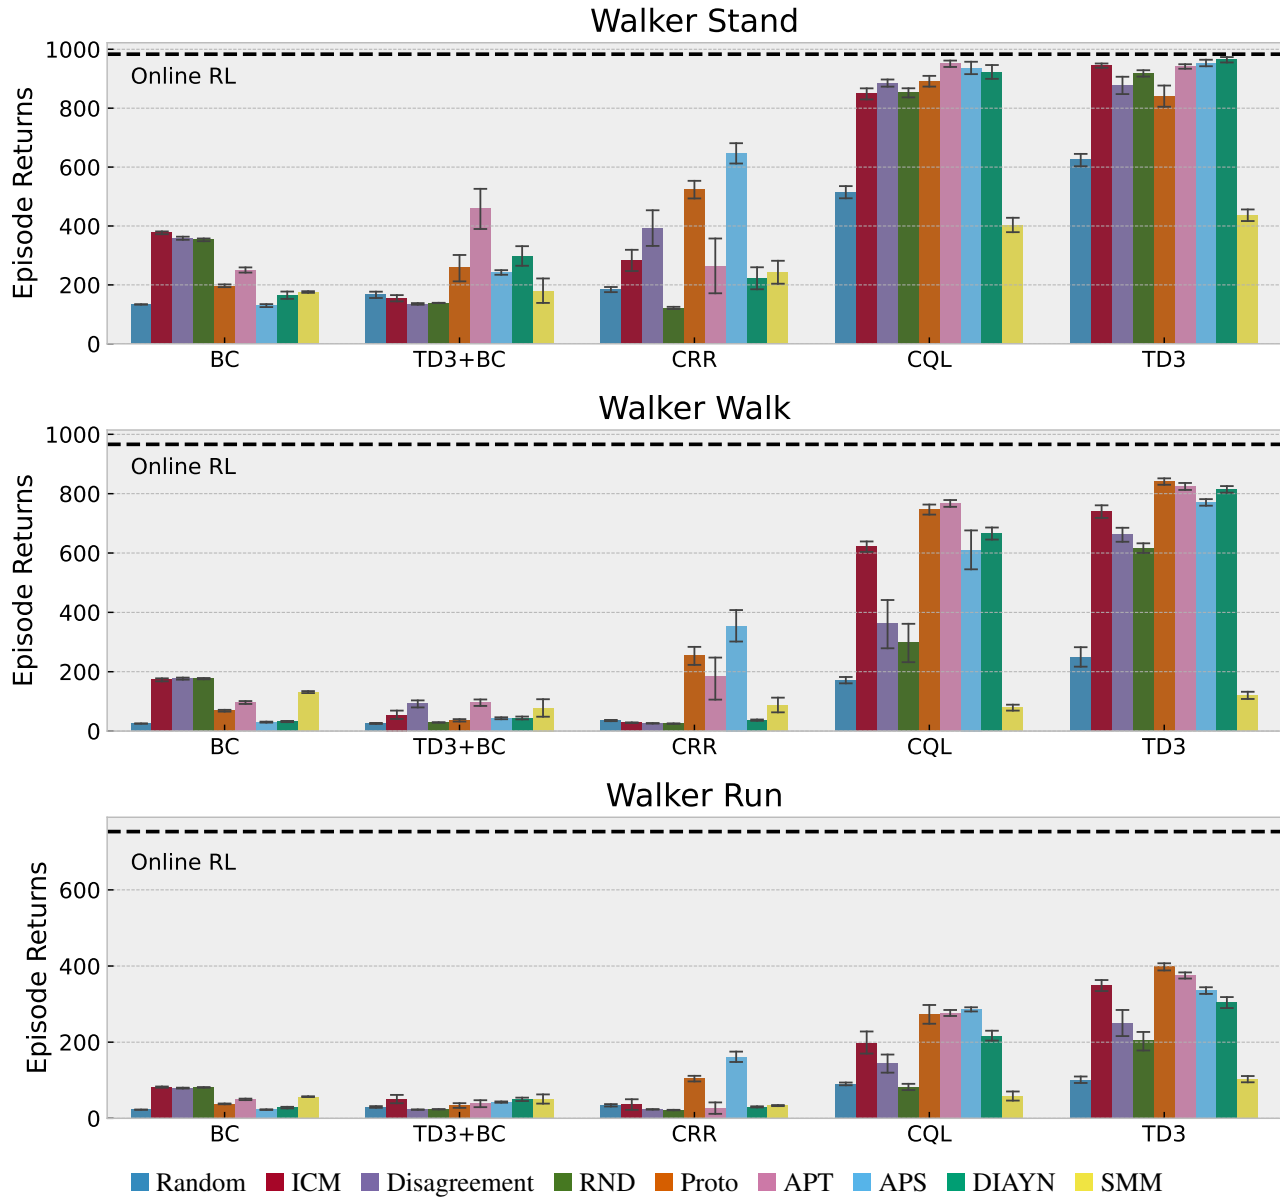 Walker Stand
Episode Returns
1000
800
600
400
200
0
Online RL
BC TD3+BC CRR CQL TD3
Walker Walk
Episode Returns
1000
800
600
400
200
0
Online RL
BC TD3+BC CRR CQL TD3
Walker Run
Episode Returns
600
400
200
0
Online RL
BC TD3+BC CRR CQL TD3
Random ICM Disagreement RND Proto APT APS DIAYN SMM